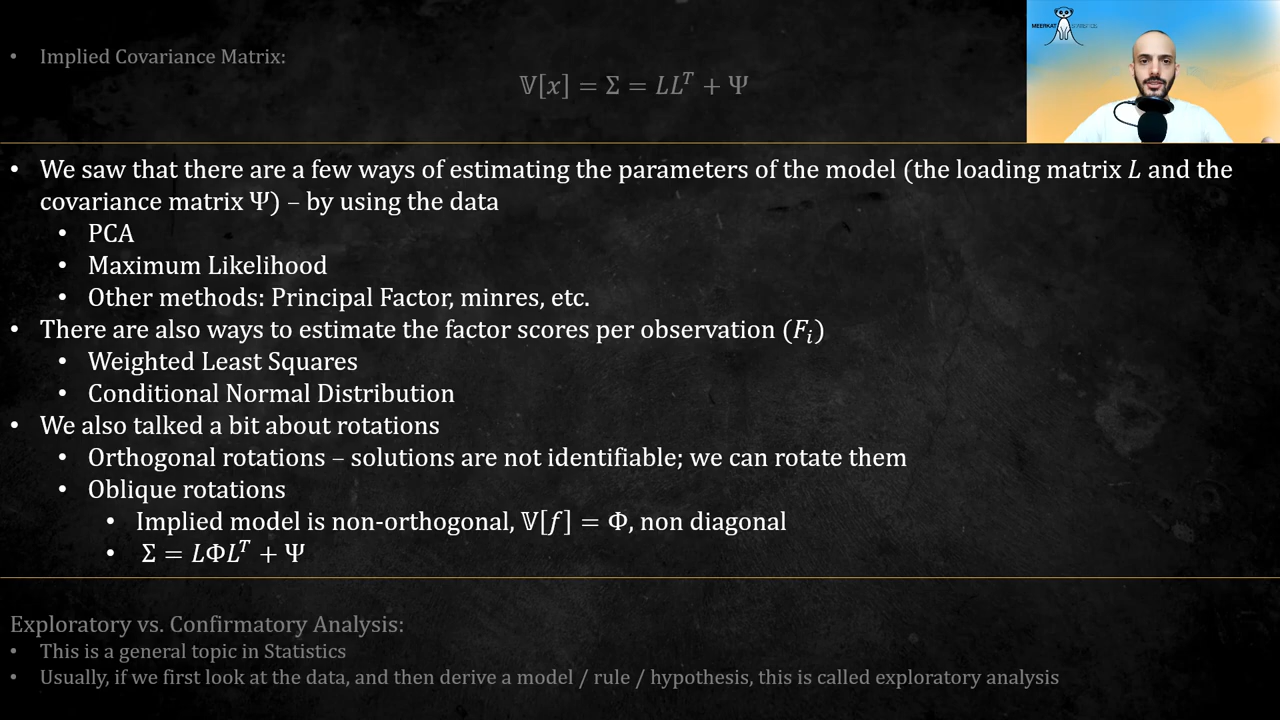 • Implied Covariance Matrix:
𝕍[x] = Σ = LLᵀ + Ψ
MEERKAT
• We saw that there are a few ways of estimating the parameters of the model (the loading matrix L and the
covariance matrix Ψ) – by using the data
• PCA
• Maximum Likelihood
• Other methods: Principal Factor, minres, etc.
• There are also ways to estimate the factor scores per observation (Fᵢ)
• Weighted Least Squares
• Conditional Normal Distribution
• We also talked a bit about rotations
• Orthogonal rotations – solutions are not identifiable; we can rotate them
• Oblique rotations
• Implied model is non-orthogonal, 𝕍[f] = Φ, non diagonal
• Σ = LΦLᵀ + Ψ
Exploratory vs. Confirmatory Analysis:
• This is a general topic in Statistics
• Usually, if we first look at the data, and then derive a model / rule / hypothesis, this is called exploratory analysis